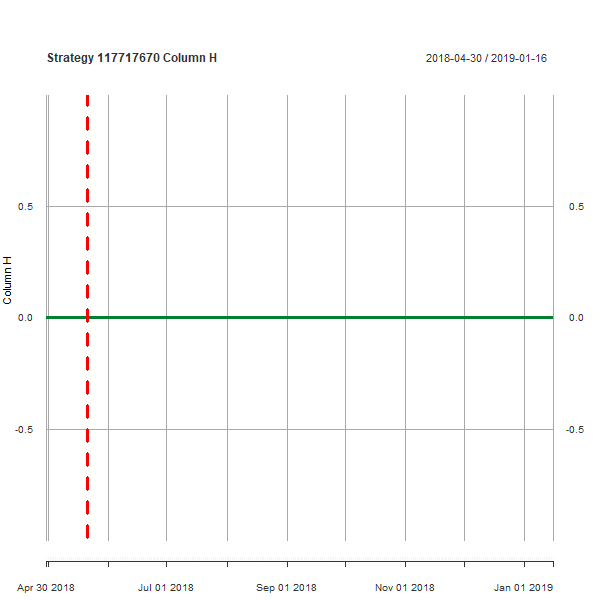 Strategy 117717670 Column H
2018-04-30 / 2019-01-16
0.5
0.5
Column H
0.0
0.0
-0.5
-0.5
Apr 30 2018
Jul 01 2018
Sep 01 2018
Nov 01 2018
Jan 01 2019